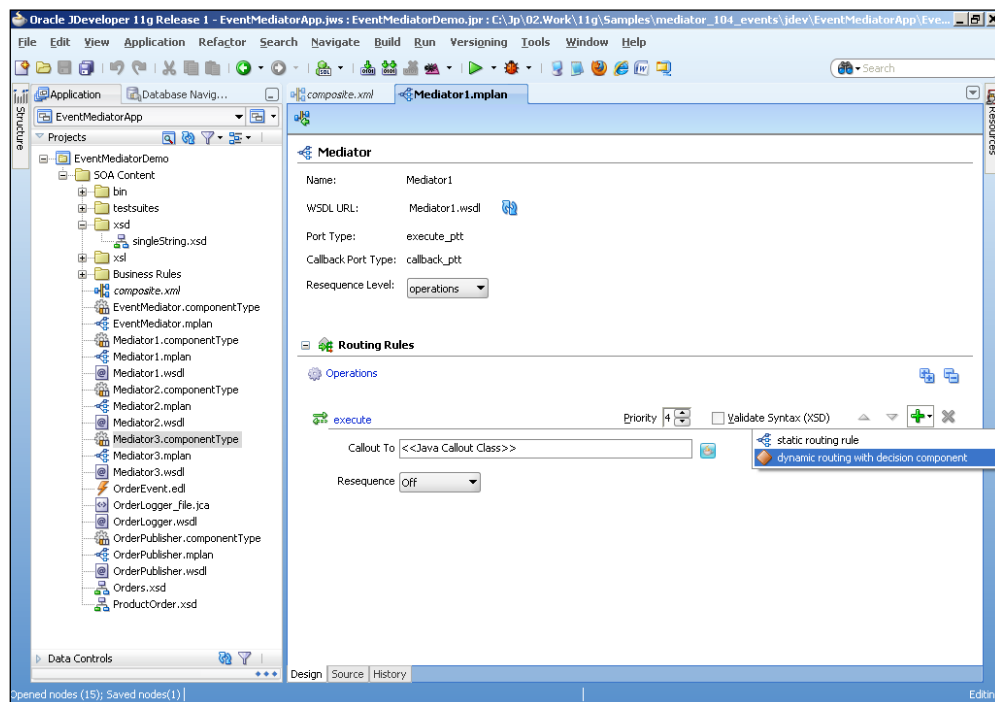 Oracle JDeveloper 11g Release 1 - EventMediatorApp.jws : EventMediatorDemo.jpr : C:\Jp\02.Work\11g\Samples\mediator_104_events\jdev\EventMediatorApp\Eve...
File Edit View Application Refactor Search Navigate Build Run Versioning Tools Window Help
Search
Application
Database Navig...
composite.xml
Mediator1.mplan
Structure
Resources
EventMediatorApp
Projects
EventMediatorDemo
SOA Content
bin
testsuites
xsd
singleString.xsd
xsl
Business Rules
composite.xml
EventMediator.componentType
EventMediator.mplan
Mediator1.componentType
Mediator1.mplan
Mediator1.wsdl
Mediator2.componentType
Mediator2.mplan
Mediator2.wsdl
Mediator3.componentType
Mediator3.mplan
Mediator3.wsdl
OrderEvent.edl
OrderLogger_file.jca
OrderLogger.wsdl
OrderPublisher.componentType
OrderPublisher.mplan
OrderPublisher.wsdl
Orders.xsd
ProductOrder.xsd
Data Controls
Mediator
Name: Mediator1
WSDL URL: Mediator1.wsdl
Port Type: execute_ptt
Callback Port Type: callback_ptt
Resequence Level: operations
Routing Rules
Operations
execute
Priority 4
Validate Syntax (XSD)
static routing rule
dynamic routing with decision component
Callout To <<Java Callout Class>>
Resequence Off
Design Source History
Opened nodes (15); Saved nodes(1)
Editin